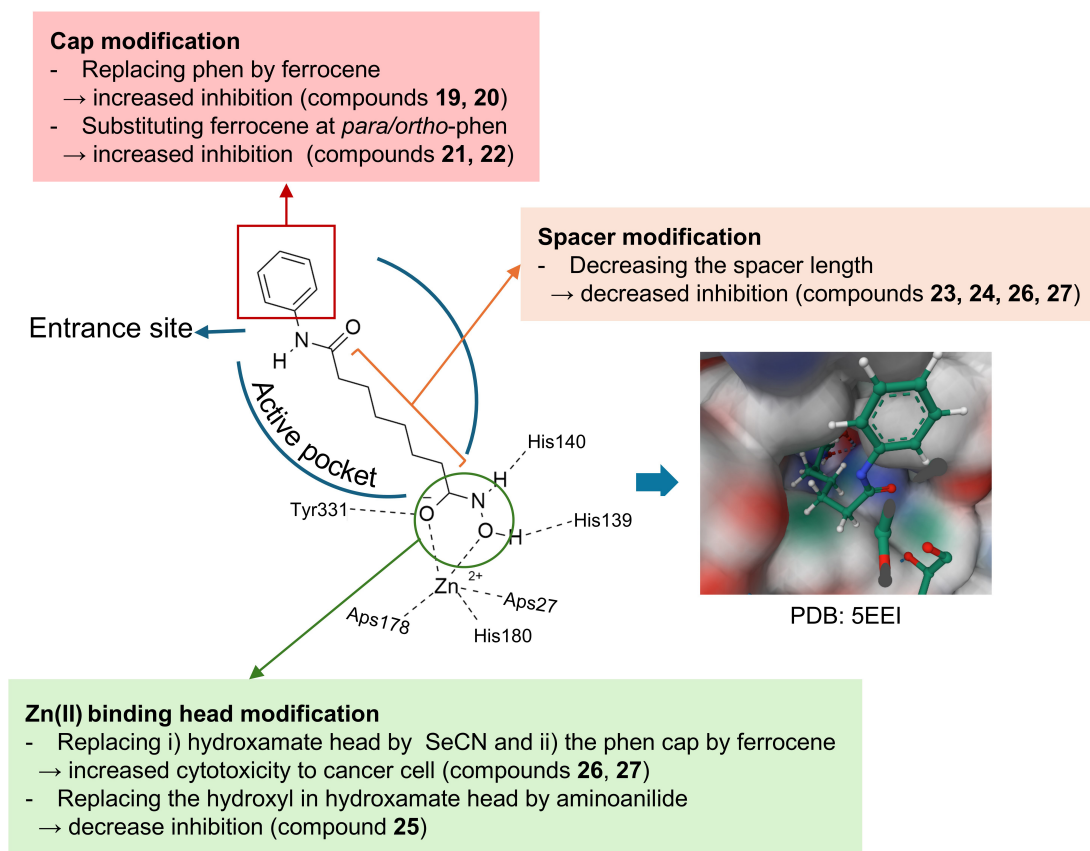 Cap modification
- Replacing phen by ferrocene
→ increased inhibition (compounds 19, 20)
- Substituting ferrocene at para/ortho-phen
→ increased inhibition (compounds 21, 22)
Spacer modification
- Decreasing the spacer length
→ decreased inhibition (compounds 23, 24, 26, 27)
Entrance site
N
H
O
Active pocket
His140
H
N
Tyr331
O
−
O
H
His139
Zn 2+
Aps27
Aps178
His180
PDB: 5EEI
Zn(II) binding head modification
- Replacing i) hydroxamate head by SeCN and ii) the phen cap by ferrocene
→ increased cytotoxicity to cancer cell (compounds 26, 27)
- Replacing the hydroxyl in hydroxamate head by aminoanilide
→ decrease inhibition (compound 25)